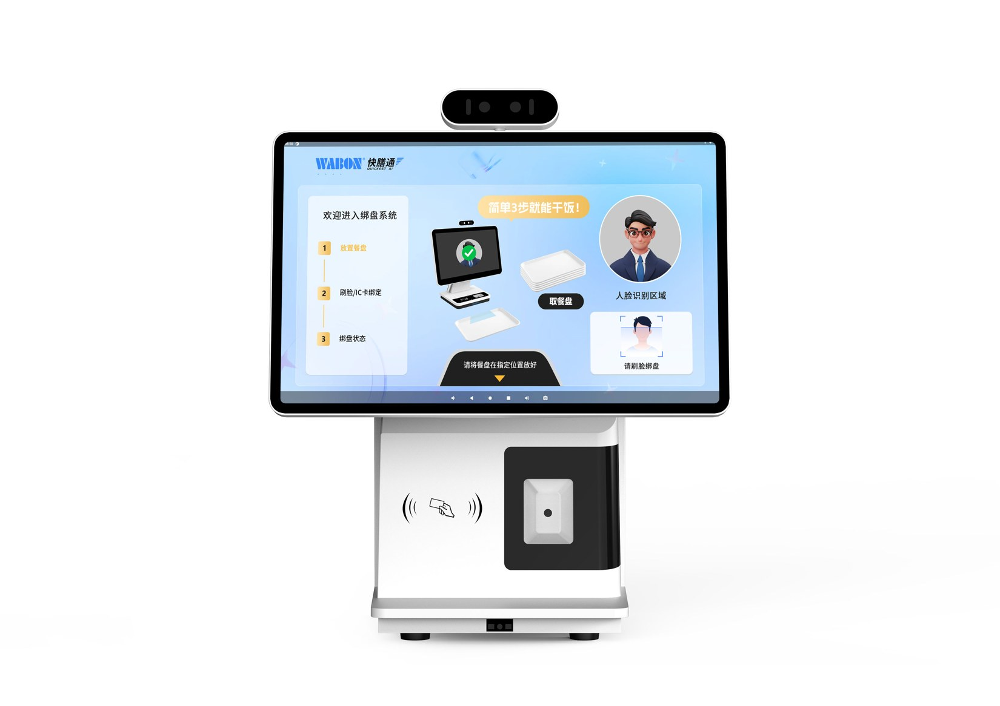 WABON® 快膳通
QUICKEST AI
欢迎进入绑盘系统
1 放置餐盘
2 刷脸/IC卡绑定
3 绑盘状态
简单3步就能干饭!
取餐盘
请将餐盘在指定位置放好
人脸识别区域
请刷脸绑盘